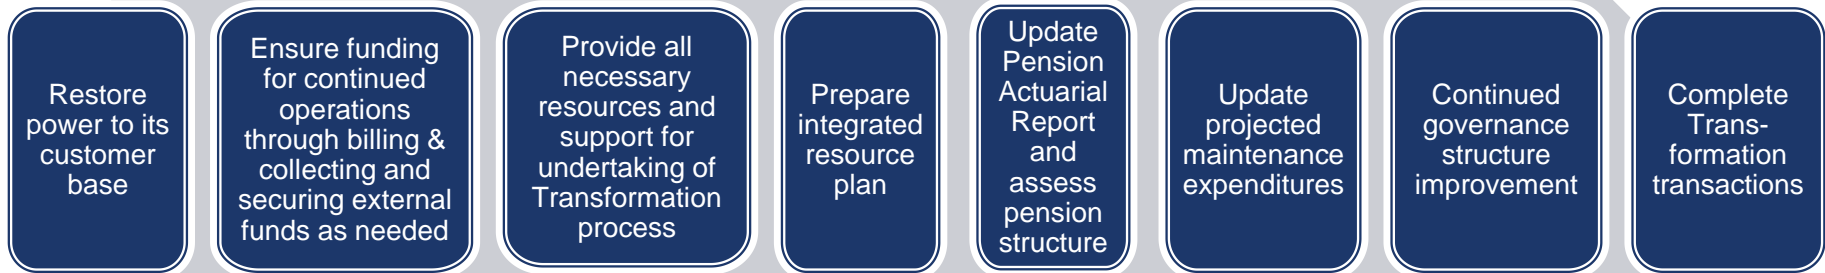 Restore
power to its
customer
base
Ensure funding
for continued
operations
through billing &
collecting and
securing external
funds as needed
Provide all
necessary
resources and
support for
undertaking of
Transformation
process
Prepare
integrated
resource
plan
Update
Pension
Actuarial
Report
and
assess
pension
structure
Update
projected
maintenance
expenditures
Continued
governance
structure
improvement
Complete
Trans-
formation
transactions